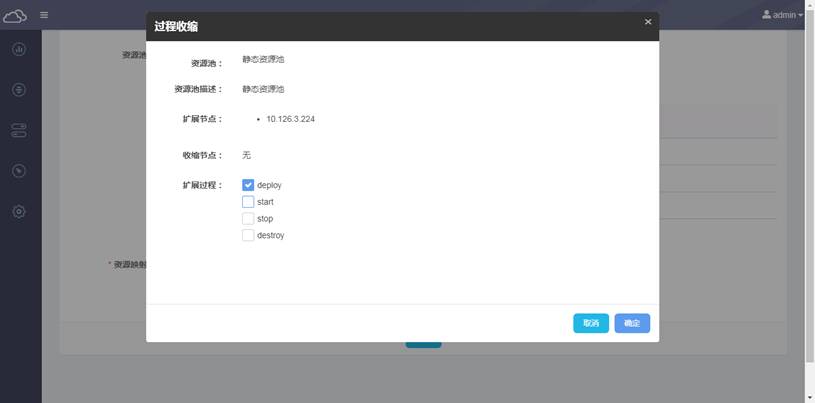 admin
过程收缩
×
资源池
资源池：
静态资源池
资源池描述：
静态资源池
扩展节点：
• 10.126.3.224
收缩节点：
无
扩展过程：
deploy
start
stop
destroy
* 资源映射
取消
确定